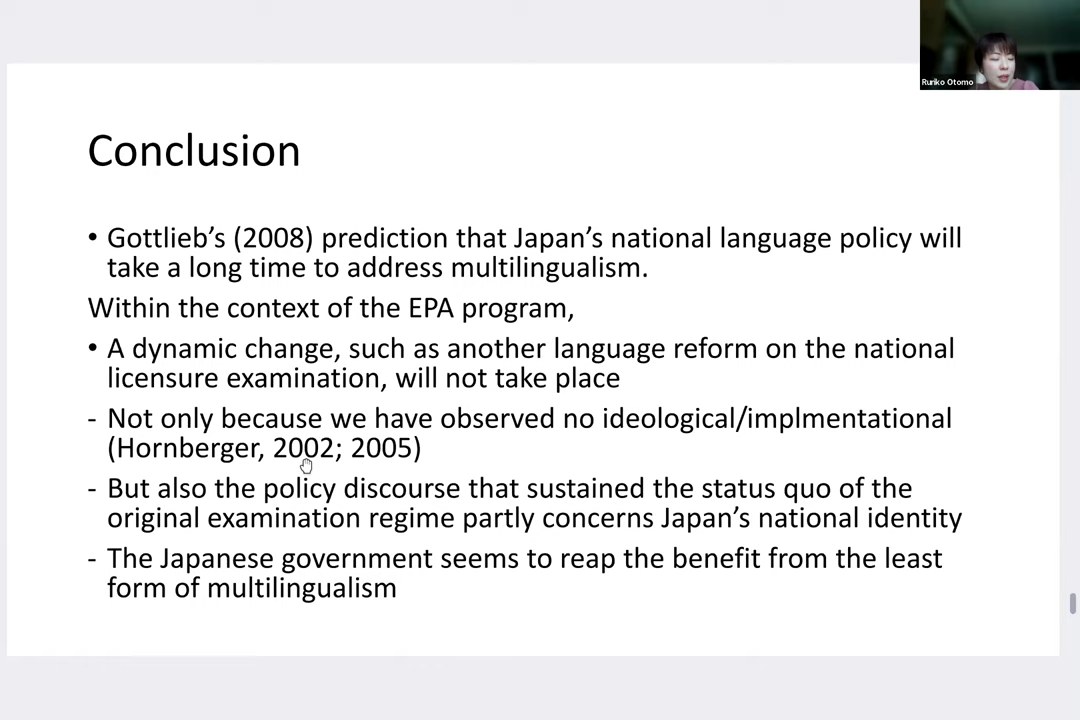 Ruriko Otomo
Conclusion
• Gottlieb’s (2008) prediction that Japan’s national language policy will
take a long time to address multilingualism.
Within the context of the EPA program,
• A dynamic change, such as another language reform on the national
licensure examination, will not take place
- Not only because we have observed no ideological/implmentational
(Hornberger, 2002; 2005)
- But also the policy discourse that sustained the status quo of the
original examination regime partly concerns Japan’s national identity
- The Japanese government seems to reap the benefit from the least
form of multilingualism